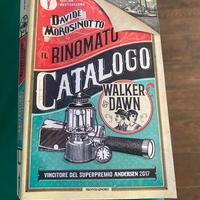 DAVIDE
MOROSINOTTO
IL RINOMATO
CATALOGO
WALKER
& DAWN
VINCITORE DEL SUPERPREMIO ANDERSEN 2017
MONDADORI